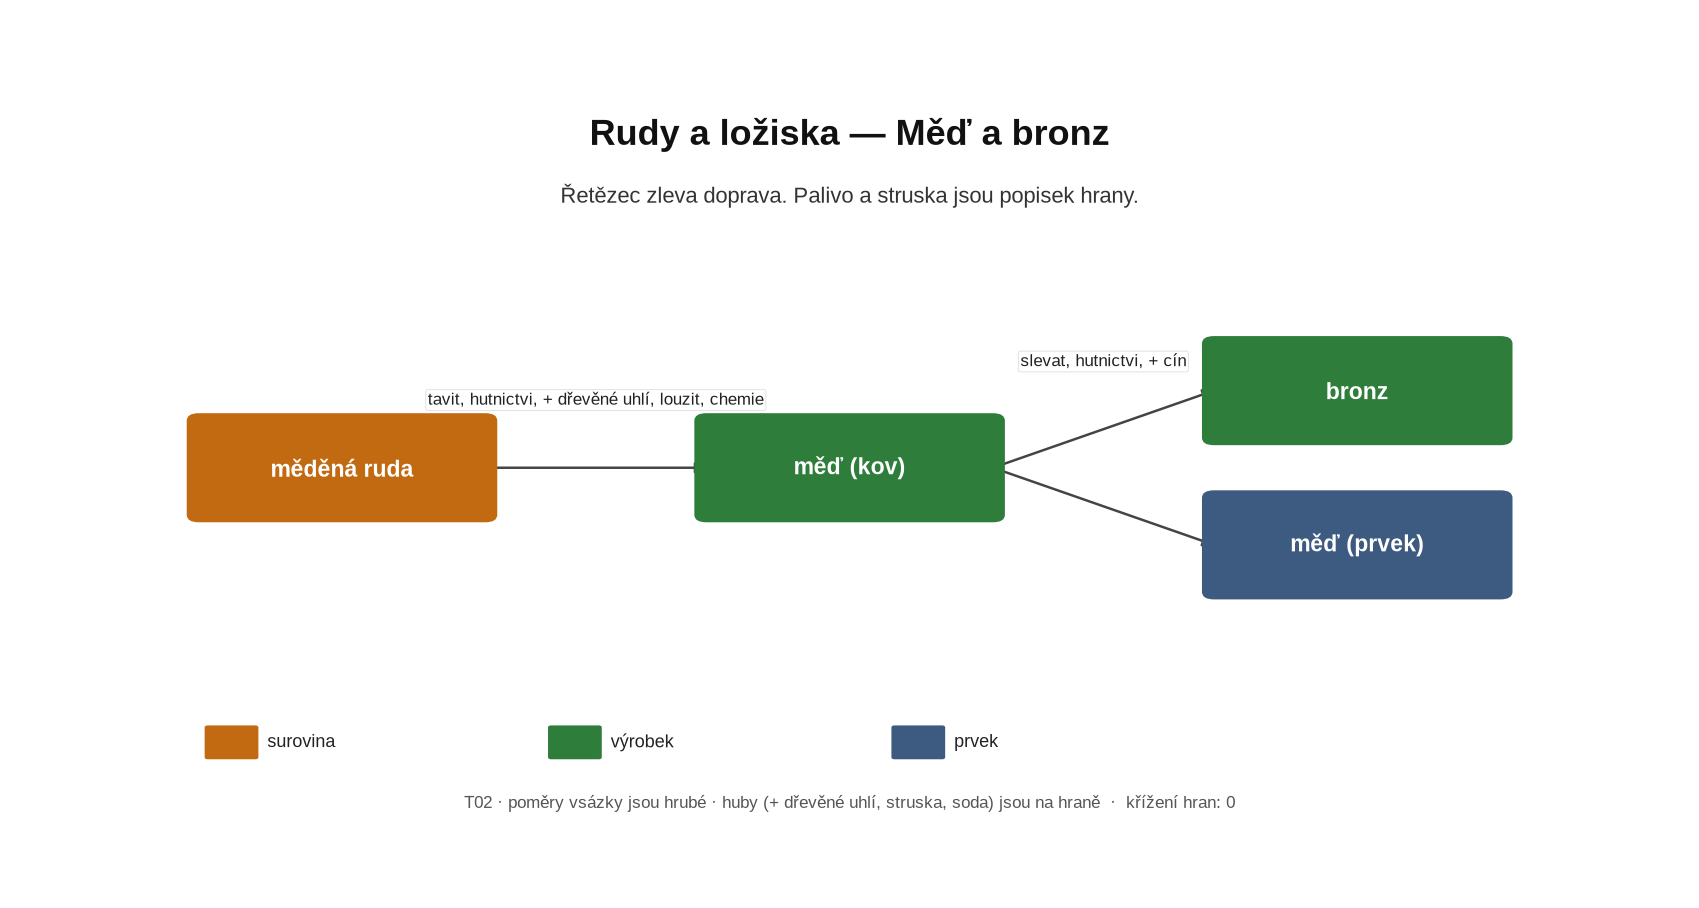 Rudy a ložiska — Měď a bronz
Řetězec zleva doprava. Palivo a struska jsou popisek hrany.
slevat, hutnictvi, + cín
bronz
tavit, hutnictvi, + dřevěné uhlí, louzit, chemie
měděná ruda
měď (kov)
měď (prvek)
surovina
výrobek
prvek
T02 · poměry vsázky jsou hrubé · huby (+ dřevěné uhlí, struska, soda) jsou na hraně · křížení hran: 0